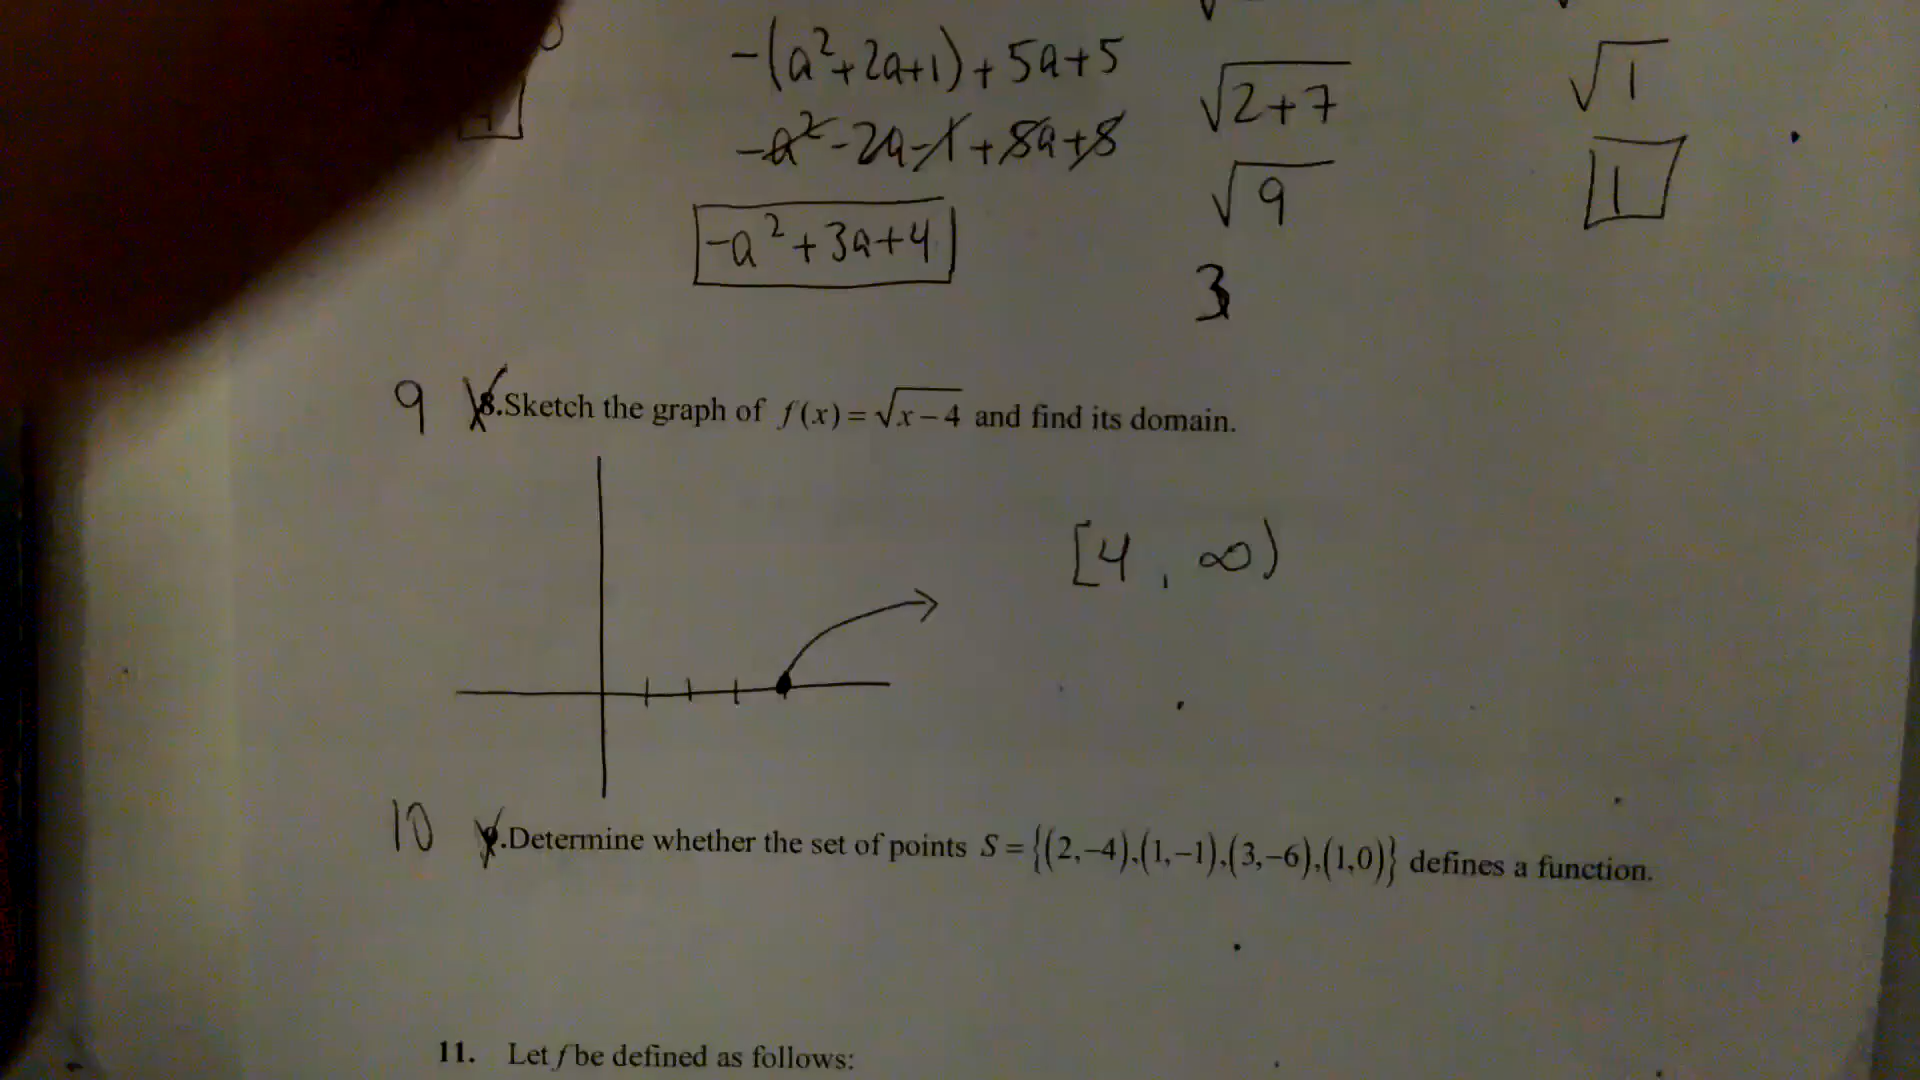 -(a²+2a+1)+5a+5
-a²-2a-1+5a+5
-a²+3a+4
√2+7
√9
3
√1
1
9 8.Sketch the graph of f(x)=√x-4 and find its domain.
[4, ∞)
10 9.Determine whether the set of points S={(2,-4),(1,-1),(3,-6),(1,0)} defines a function.
11. Let f be defined as follows: